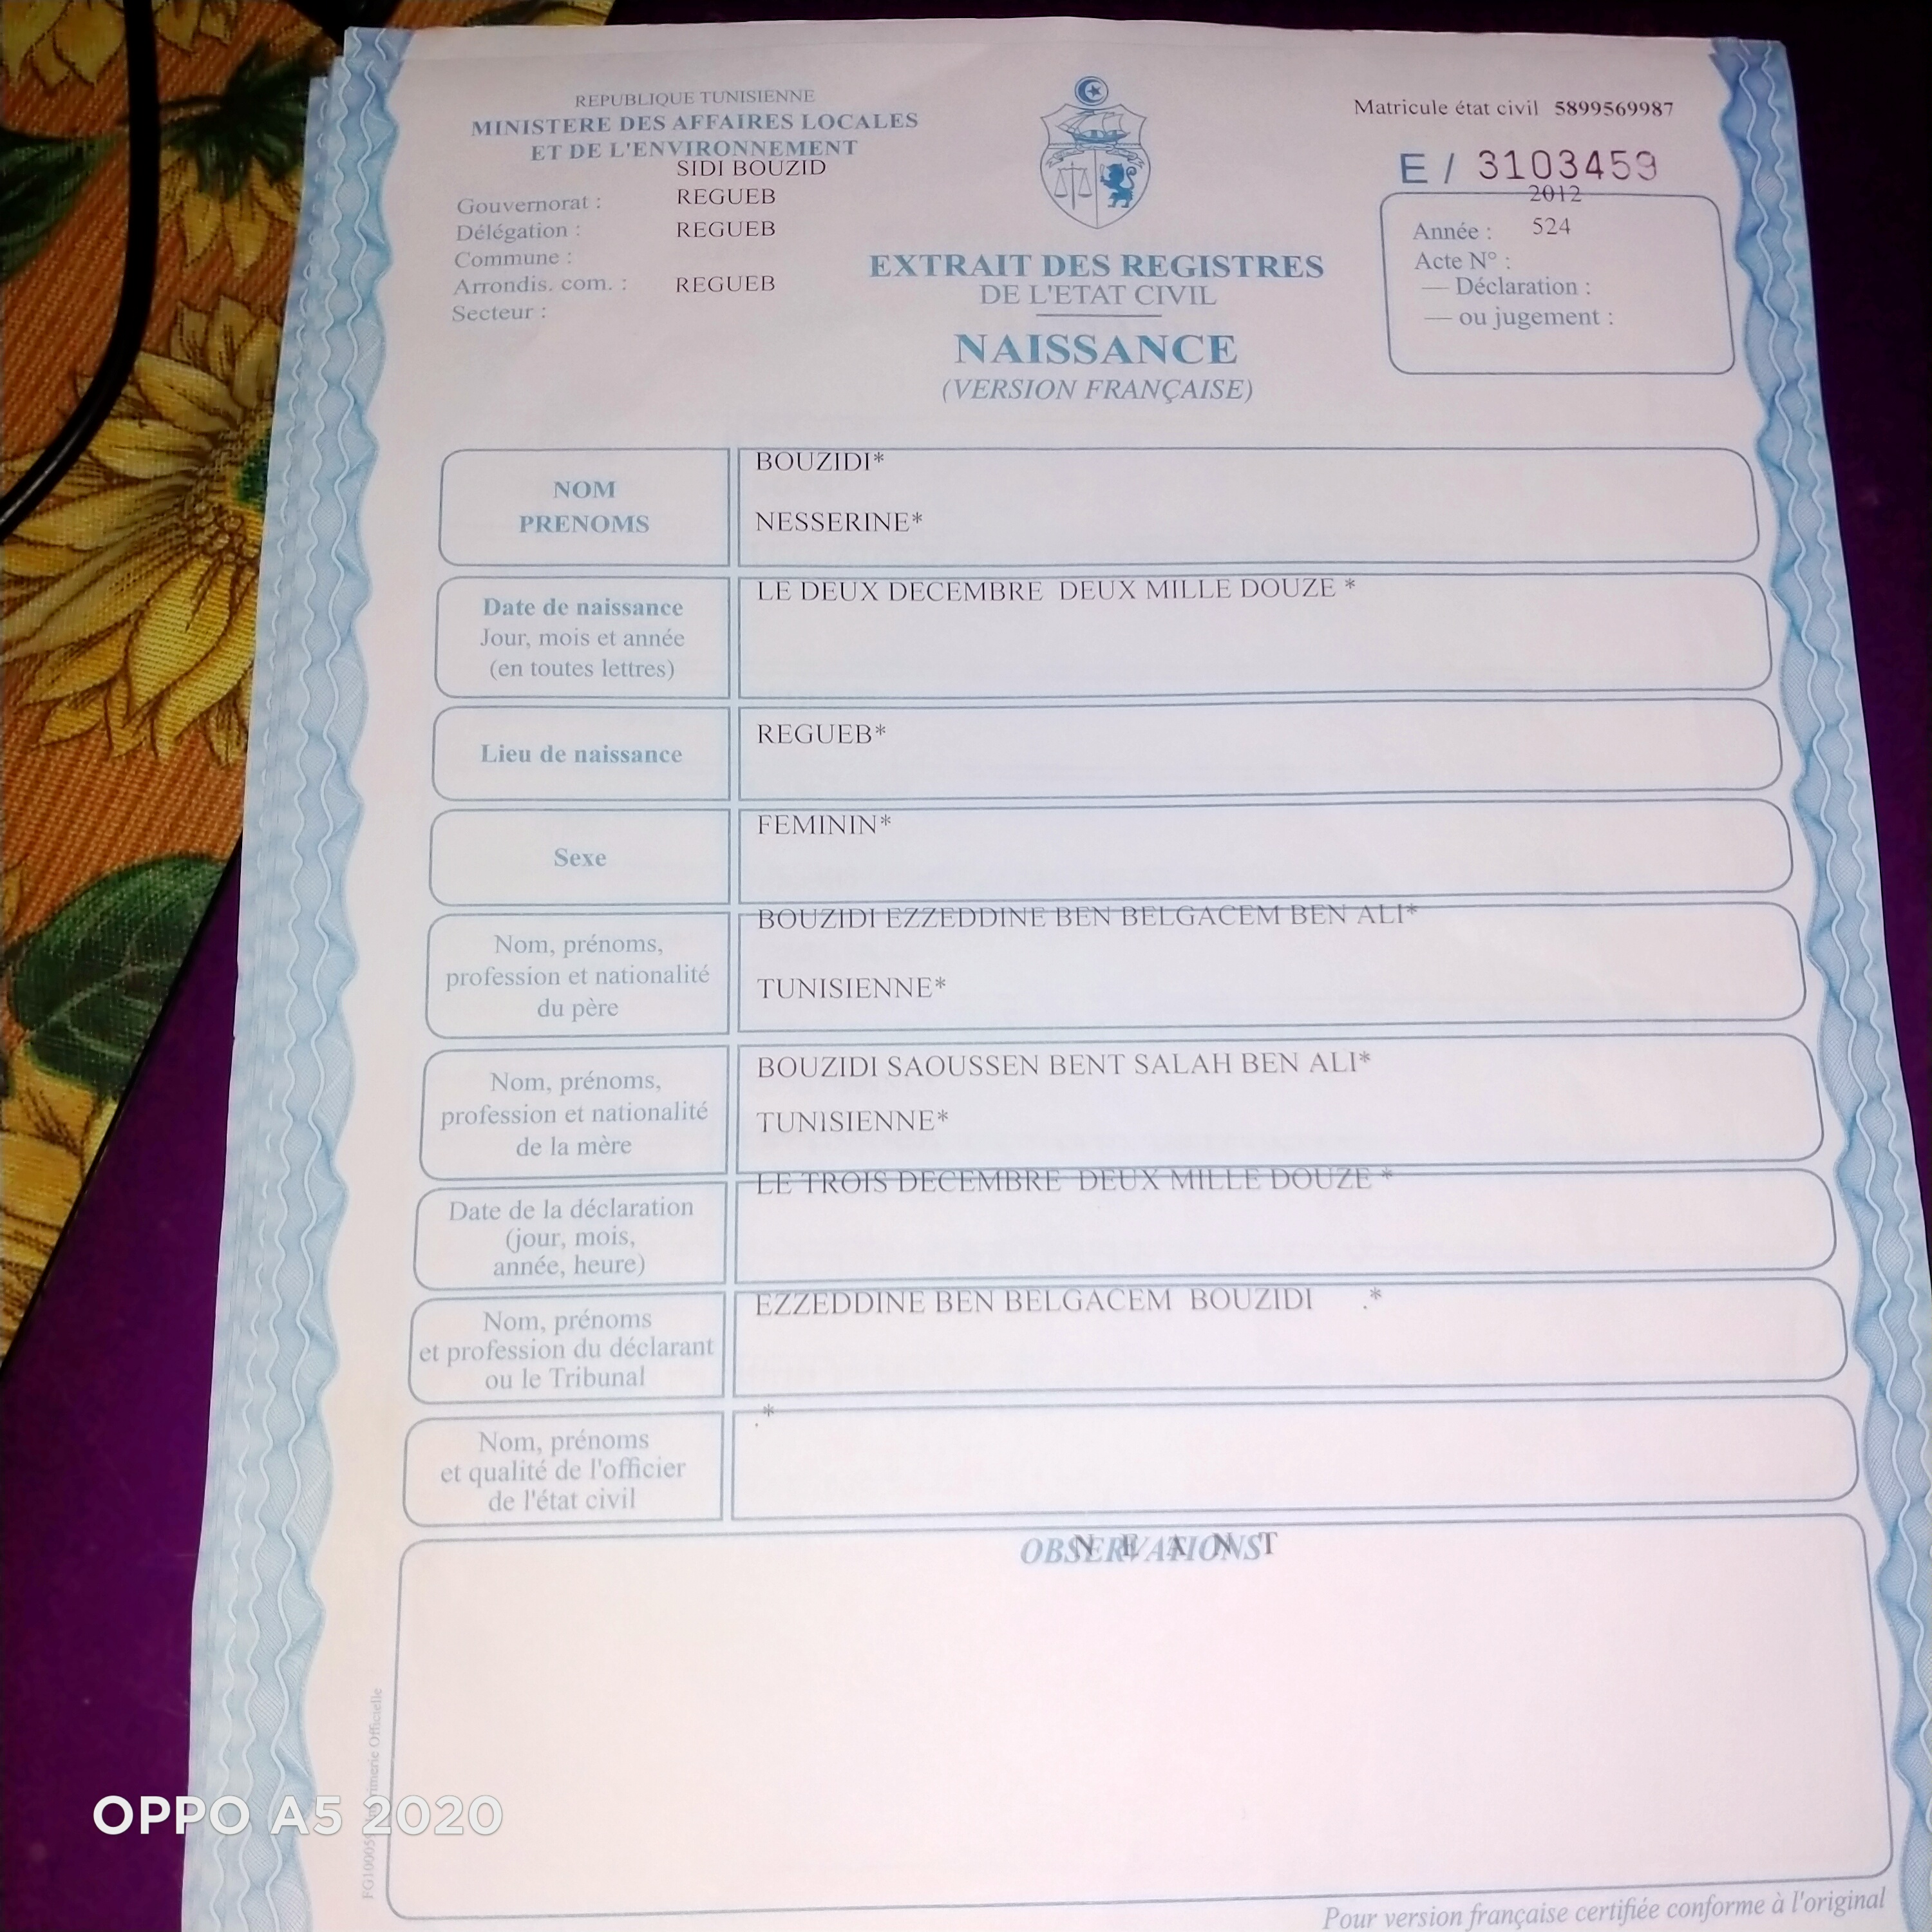 REPUBLIQUE TUNISIENNE
MINISTERE DES AFFAIRES LOCALES
ET DE L'ENVIRONNEMENT
SIDI BOUZID
Gouvernorat : REGUEB
Délégation : REGUEB
Commune :
Arrondis. com. : REGUEB
Secteur :
EXTRAIT DES REGISTRES
DE L'ETAT CIVIL
NAISSANCE
(VERSION FRANÇAISE)
Matricule état civil 5899569987
E / 3103459
2012
Année : 524
Acte N° :
— Déclaration :
— ou jugement :
NOM
PRENOMS
BOUZIDI*
NESSERINE*
Date de naissance
Jour, mois et année
(en toutes lettres)
LE DEUX DECEMBRE DEUX MILLE DOUZE *
Lieu de naissance
REGUEB*
Sexe
FEMININ*
Nom, prénoms,
profession et nationalité
du père
BOUZIDI EZZEDDINE BEN BELGACEM BEN ALI*
TUNISIENNE*
Nom, prénoms,
profession et nationalité
de la mère
BOUZIDI SAOUSSEN BENT SALAH BEN ALI*
TUNISIENNE*
Date de la déclaration
(jour, mois,
année, heure)
LE TROIS DECEMBRE DEUX MILLE DOUZE *
Nom, prénoms
et profession du déclarant
ou le Tribunal
EZZEDDINE BEN BELGACEM BOUZIDI .*
Nom, prénoms
et qualité de l'officier
de l'état civil
.*
OBSERVATIONS
N E A N T
Officielle
OPPO A5 2020
Pour version française certifiée conforme à l'original